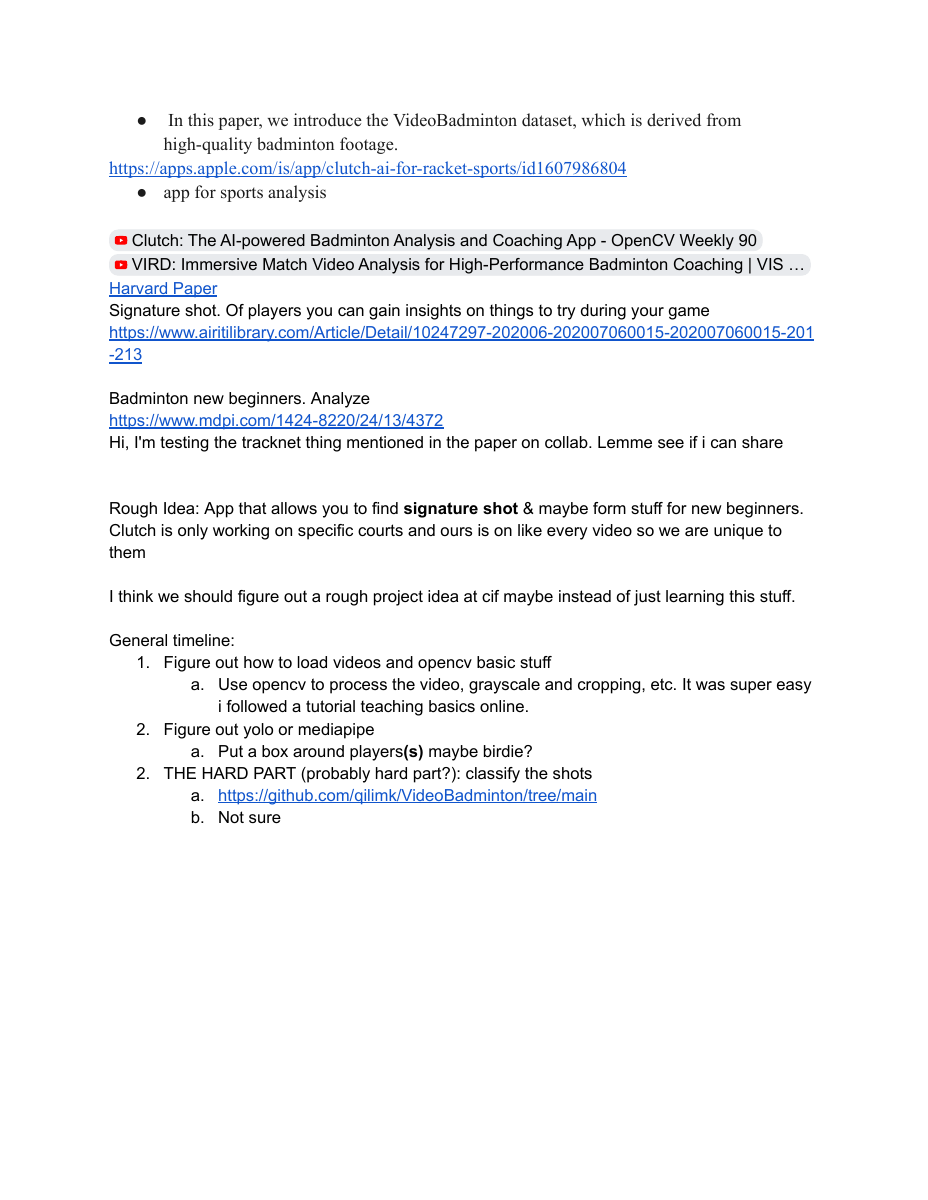 ● In this paper, we introduce the VideoBadminton dataset, which is derived from
high-quality badminton footage.
https://apps.apple.com/is/app/clutch-ai-for-racket-sports/id1607986804
● app for sports analysis
Clutch: The AI-powered Badminton Analysis and Coaching App - OpenCV Weekly 90
VIRD: Immersive Match Video Analysis for High-Performance Badminton Coaching | VIS …
Harvard Paper
Signature shot. Of players you can gain insights on things to try during your game
https://www.airitilibrary.com/Article/Detail/10247297-202006-202007060015-202007060015-201
-213
Badminton new beginners. Analyze
https://www.mdpi.com/1424-8220/24/13/4372
Hi, I'm testing the tracknet thing mentioned in the paper on collab. Lemme see if i can share
Rough Idea: App that allows you to find signature shot & maybe form stuff for new beginners.
Clutch is only working on specific courts and ours is on like every video so we are unique to
them
I think we should figure out a rough project idea at cif maybe instead of just learning this stuff.
General timeline:
1. Figure out how to load videos and opencv basic stuff
a. Use opencv to process the video, grayscale and cropping, etc. It was super easy
i followed a tutorial teaching basics online.
2. Figure out yolo or mediapipe
a. Put a box around players(s) maybe birdie?
2. THE HARD PART (probably hard part?): classify the shots
a. https://github.com/qilimk/VideoBadminton/tree/main
b. Not sure